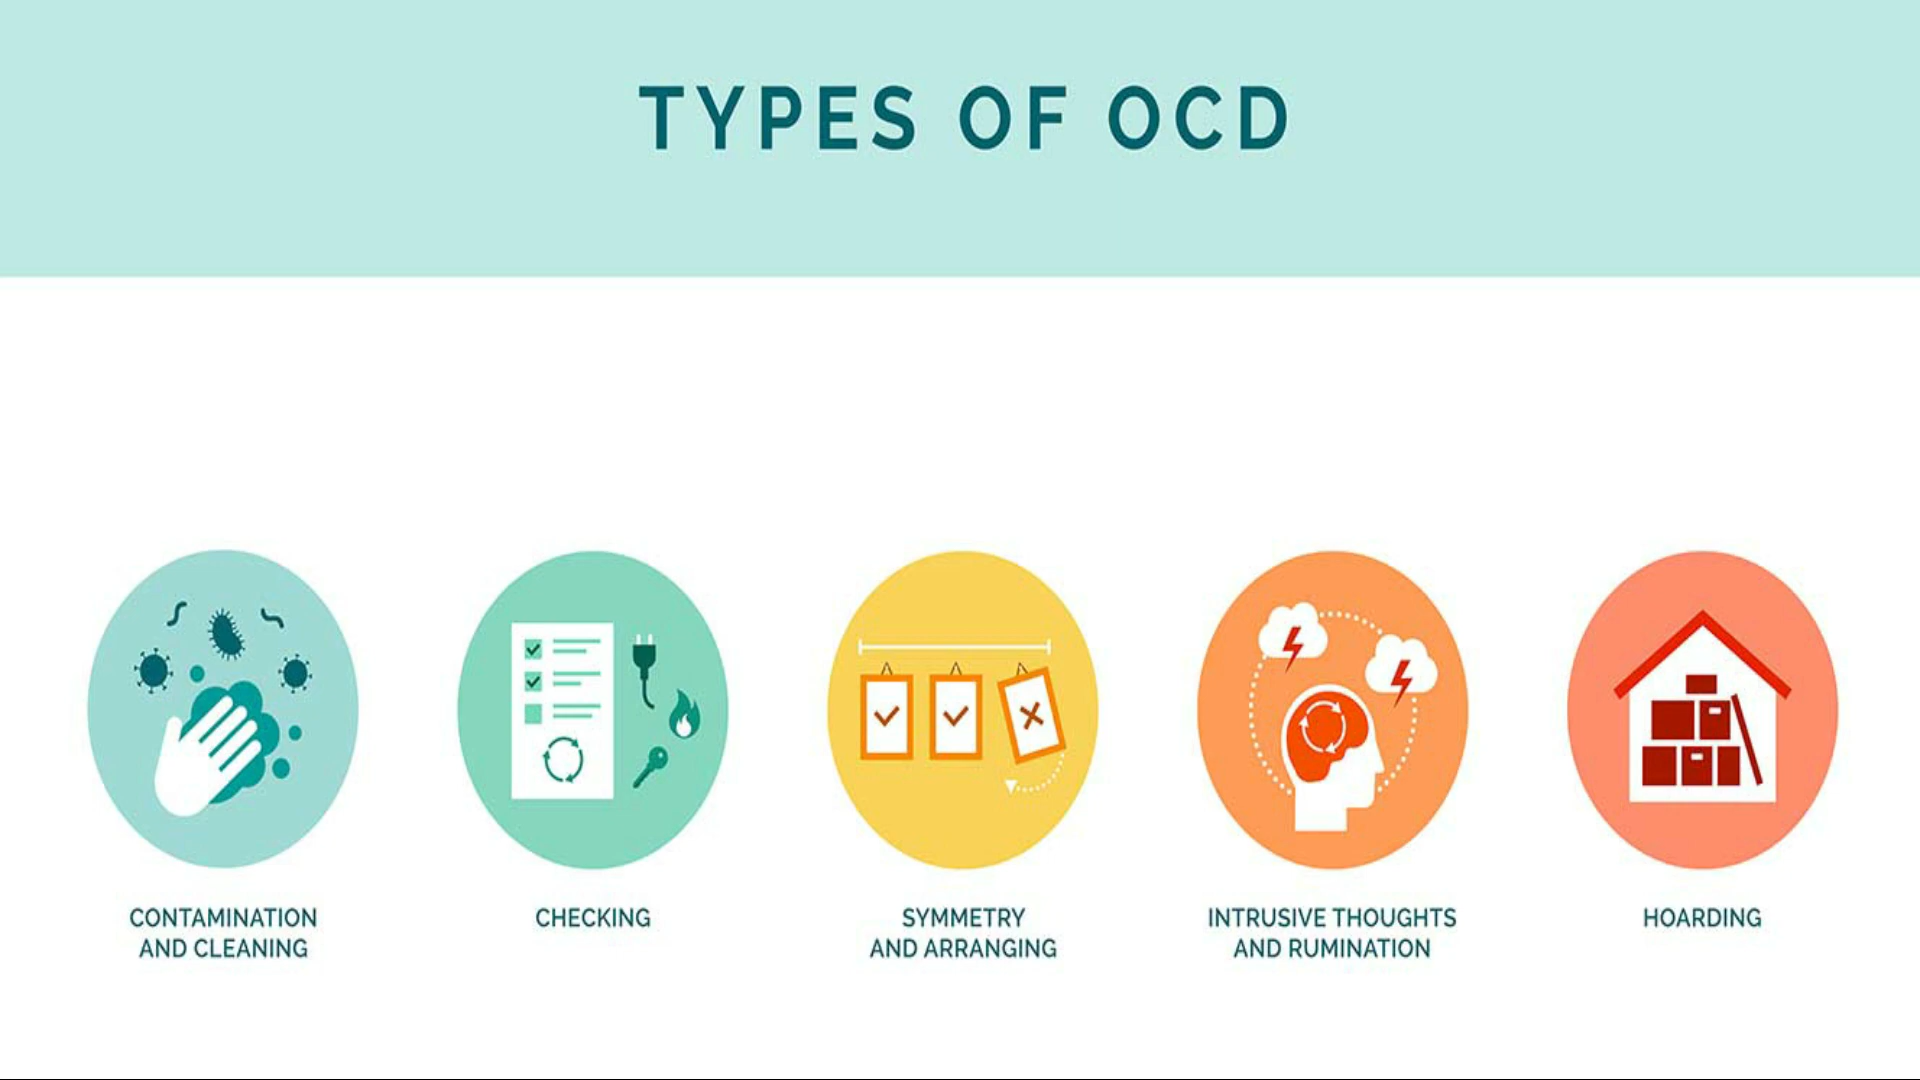 TYPES OF OCD
CONTAMINATION
AND CLEANING
CHECKING
SYMMETRY
AND ARRANGING
INTRUSIVE THOUGHTS
AND RUMINATION
HOARDING